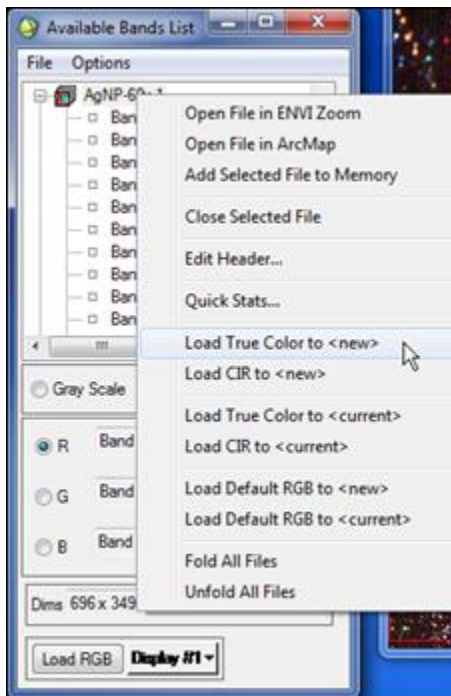 Available Bands List
File Options
AgNP-60x-1
Ban
Ban
Ban
Ban
Ban
Ban
Ban
Ban
Ban
Ban
Open File in ENVI Zoom
Open File in ArcMap
Add Selected File to Memory
Close Selected File
Edit Header...
Quick Stats...
Load True Color to <new>
Load CIR to <new>
Load True Color to <current>
Load CIR to <current>
Load Default RGB to <new>
Load Default RGB to <current>
Fold All Files
Unfold All Files
Gray Scale
R Band
G Band
B Band
Dims 696 x 349
Load RGB Display #1